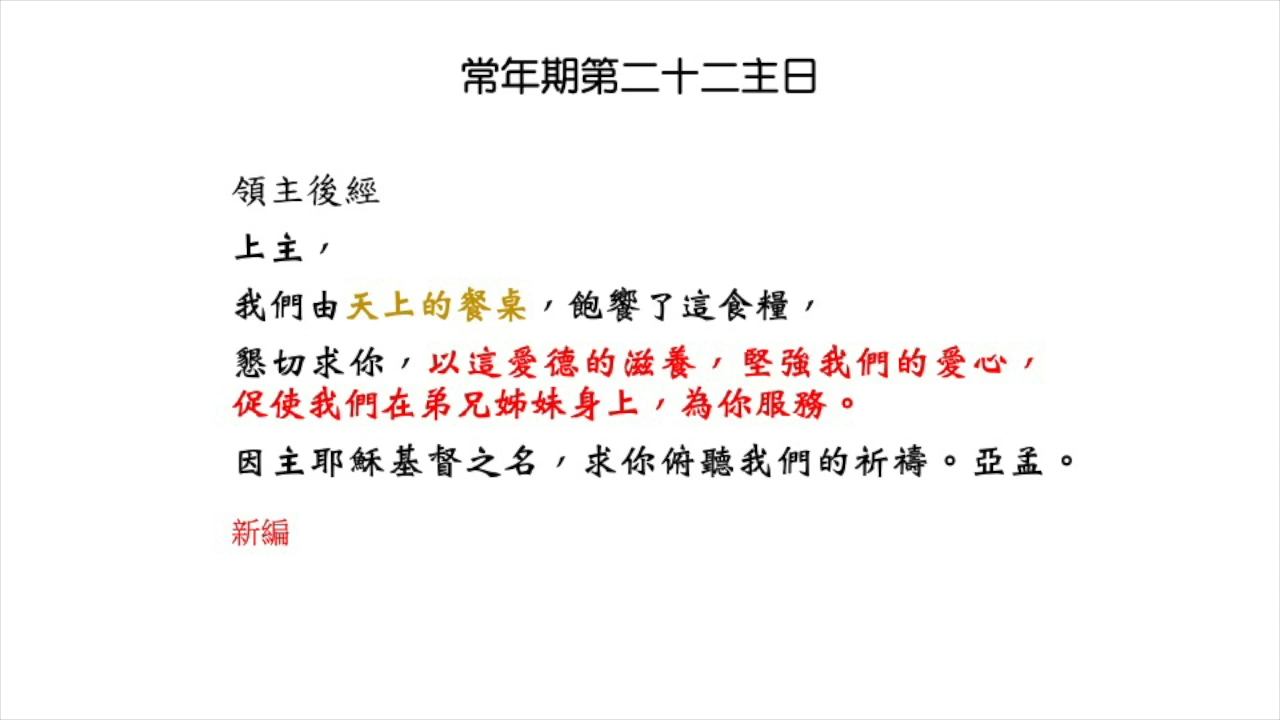 常年期第二十二主日
領主後經
上主，
我們由天上的餐桌，飽饗了這食糧，
懇切求你，以這愛德的滋養，堅強我們的愛心，
促使我們在弟兄姊妹身上，為你服務。
因主耶穌基督之名，求你俯聽我們的祈禱。亞孟。
新編